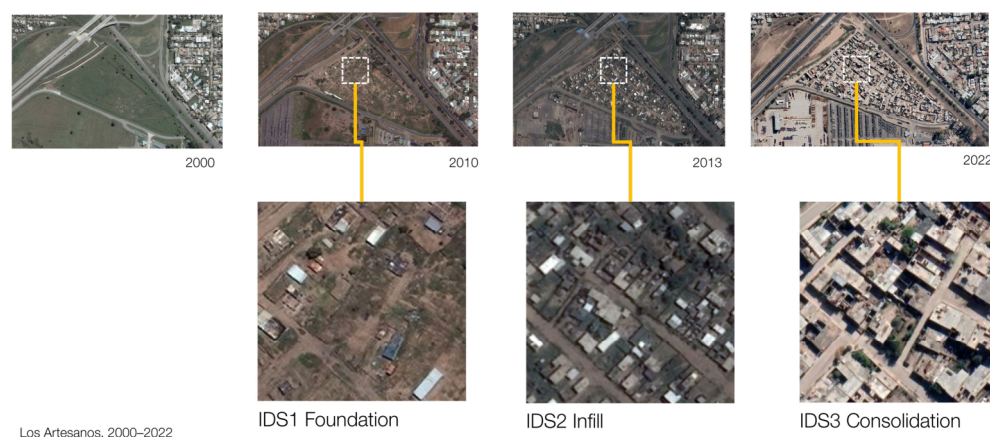 2000
2010
2013
2022
IDS1 Foundation
IDS2 Infill
IDS3 Consolidation
Los Artesanos, 2000–2022